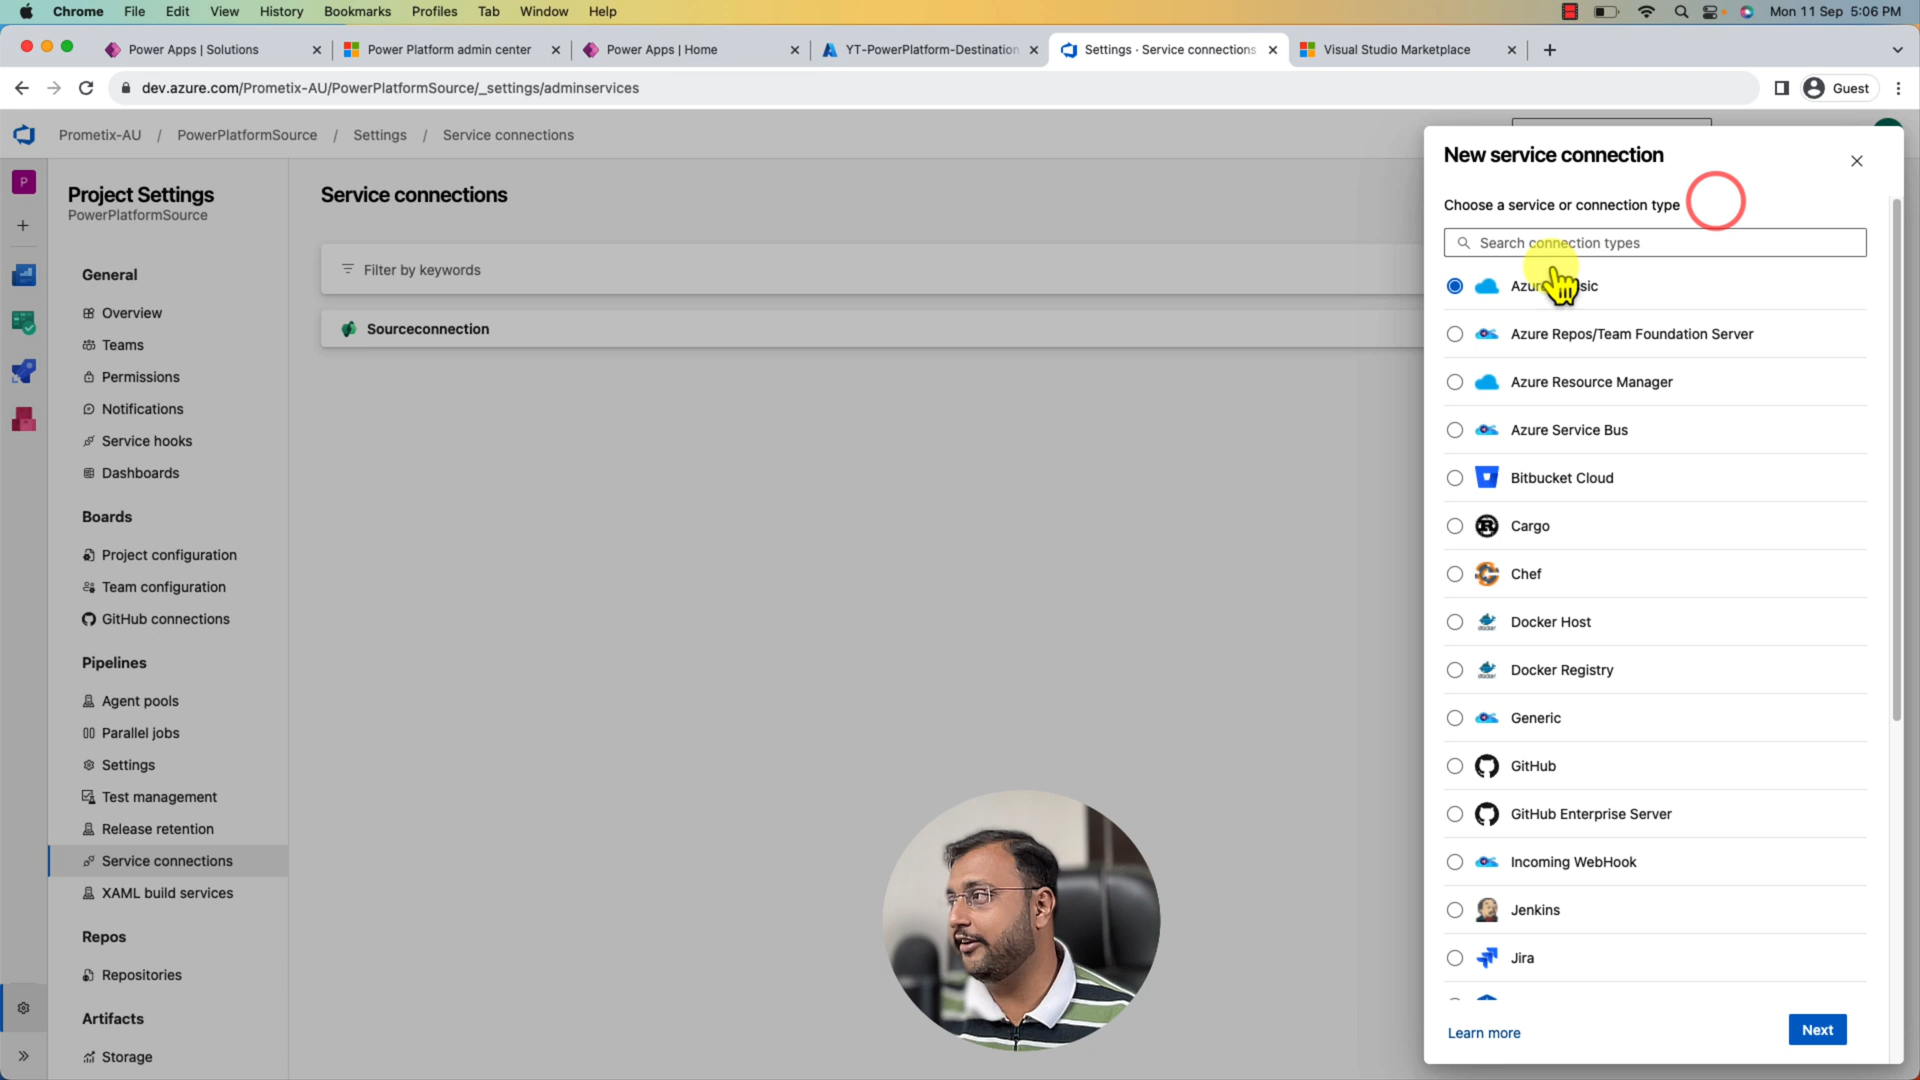 Chrome File Edit View History Bookmarks Profiles Tab Window Help Mon 11 Sep 5:06 PM
Power Apps | Solutions Power Platform admin center Power Apps | Home YT-PowerPlatform-Destination Settings · Service connections Visual Studio Marketplace
dev.azure.com/Prometix-AU/PowerPlatformSource/_settings/adminservices Guest
Prometix-AU / PowerPlatformSource / Settings / Service connections
P
Project Settings
PowerPlatformSource
General
Overview
Teams
Permissions
Notifications
Service hooks
Dashboards
Boards
Project configuration
Team configuration
GitHub connections
Pipelines
Agent pools
Parallel jobs
Settings
Test management
Release retention
Service connections
XAML build services
Repos
Repositories
Artifacts
Storage
Service connections
Filter by keywords
Sourceconnection
New service connection
Choose a service or connection type
Search connection types
Azure Repos/Team Foundation Server
Azure Resource Manager
Azure Service Bus
Bitbucket Cloud
Cargo
Chef
Docker Host
Docker Registry
Generic
GitHub
GitHub Enterprise Server
Incoming WebHook
Jenkins
Jira
Learn more
Next